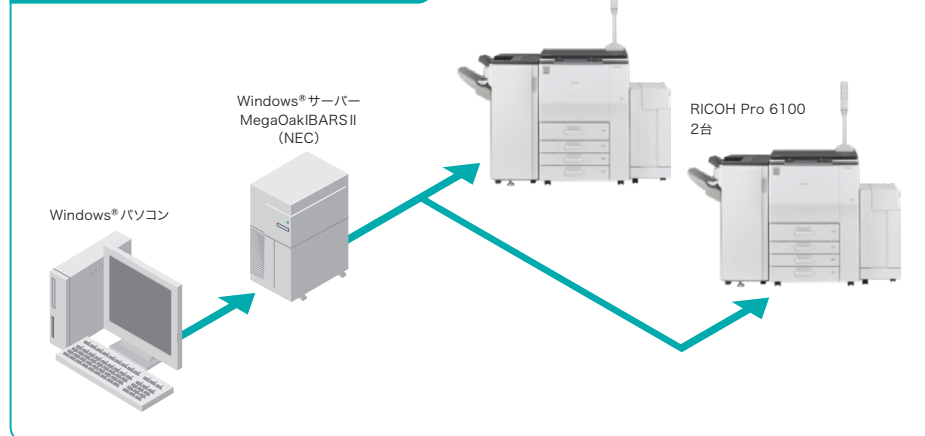 Windows®サーバー
MegaOakIBARSⅡ
（NEC）
RICOH Pro 6100
2台
Windows®パソコン